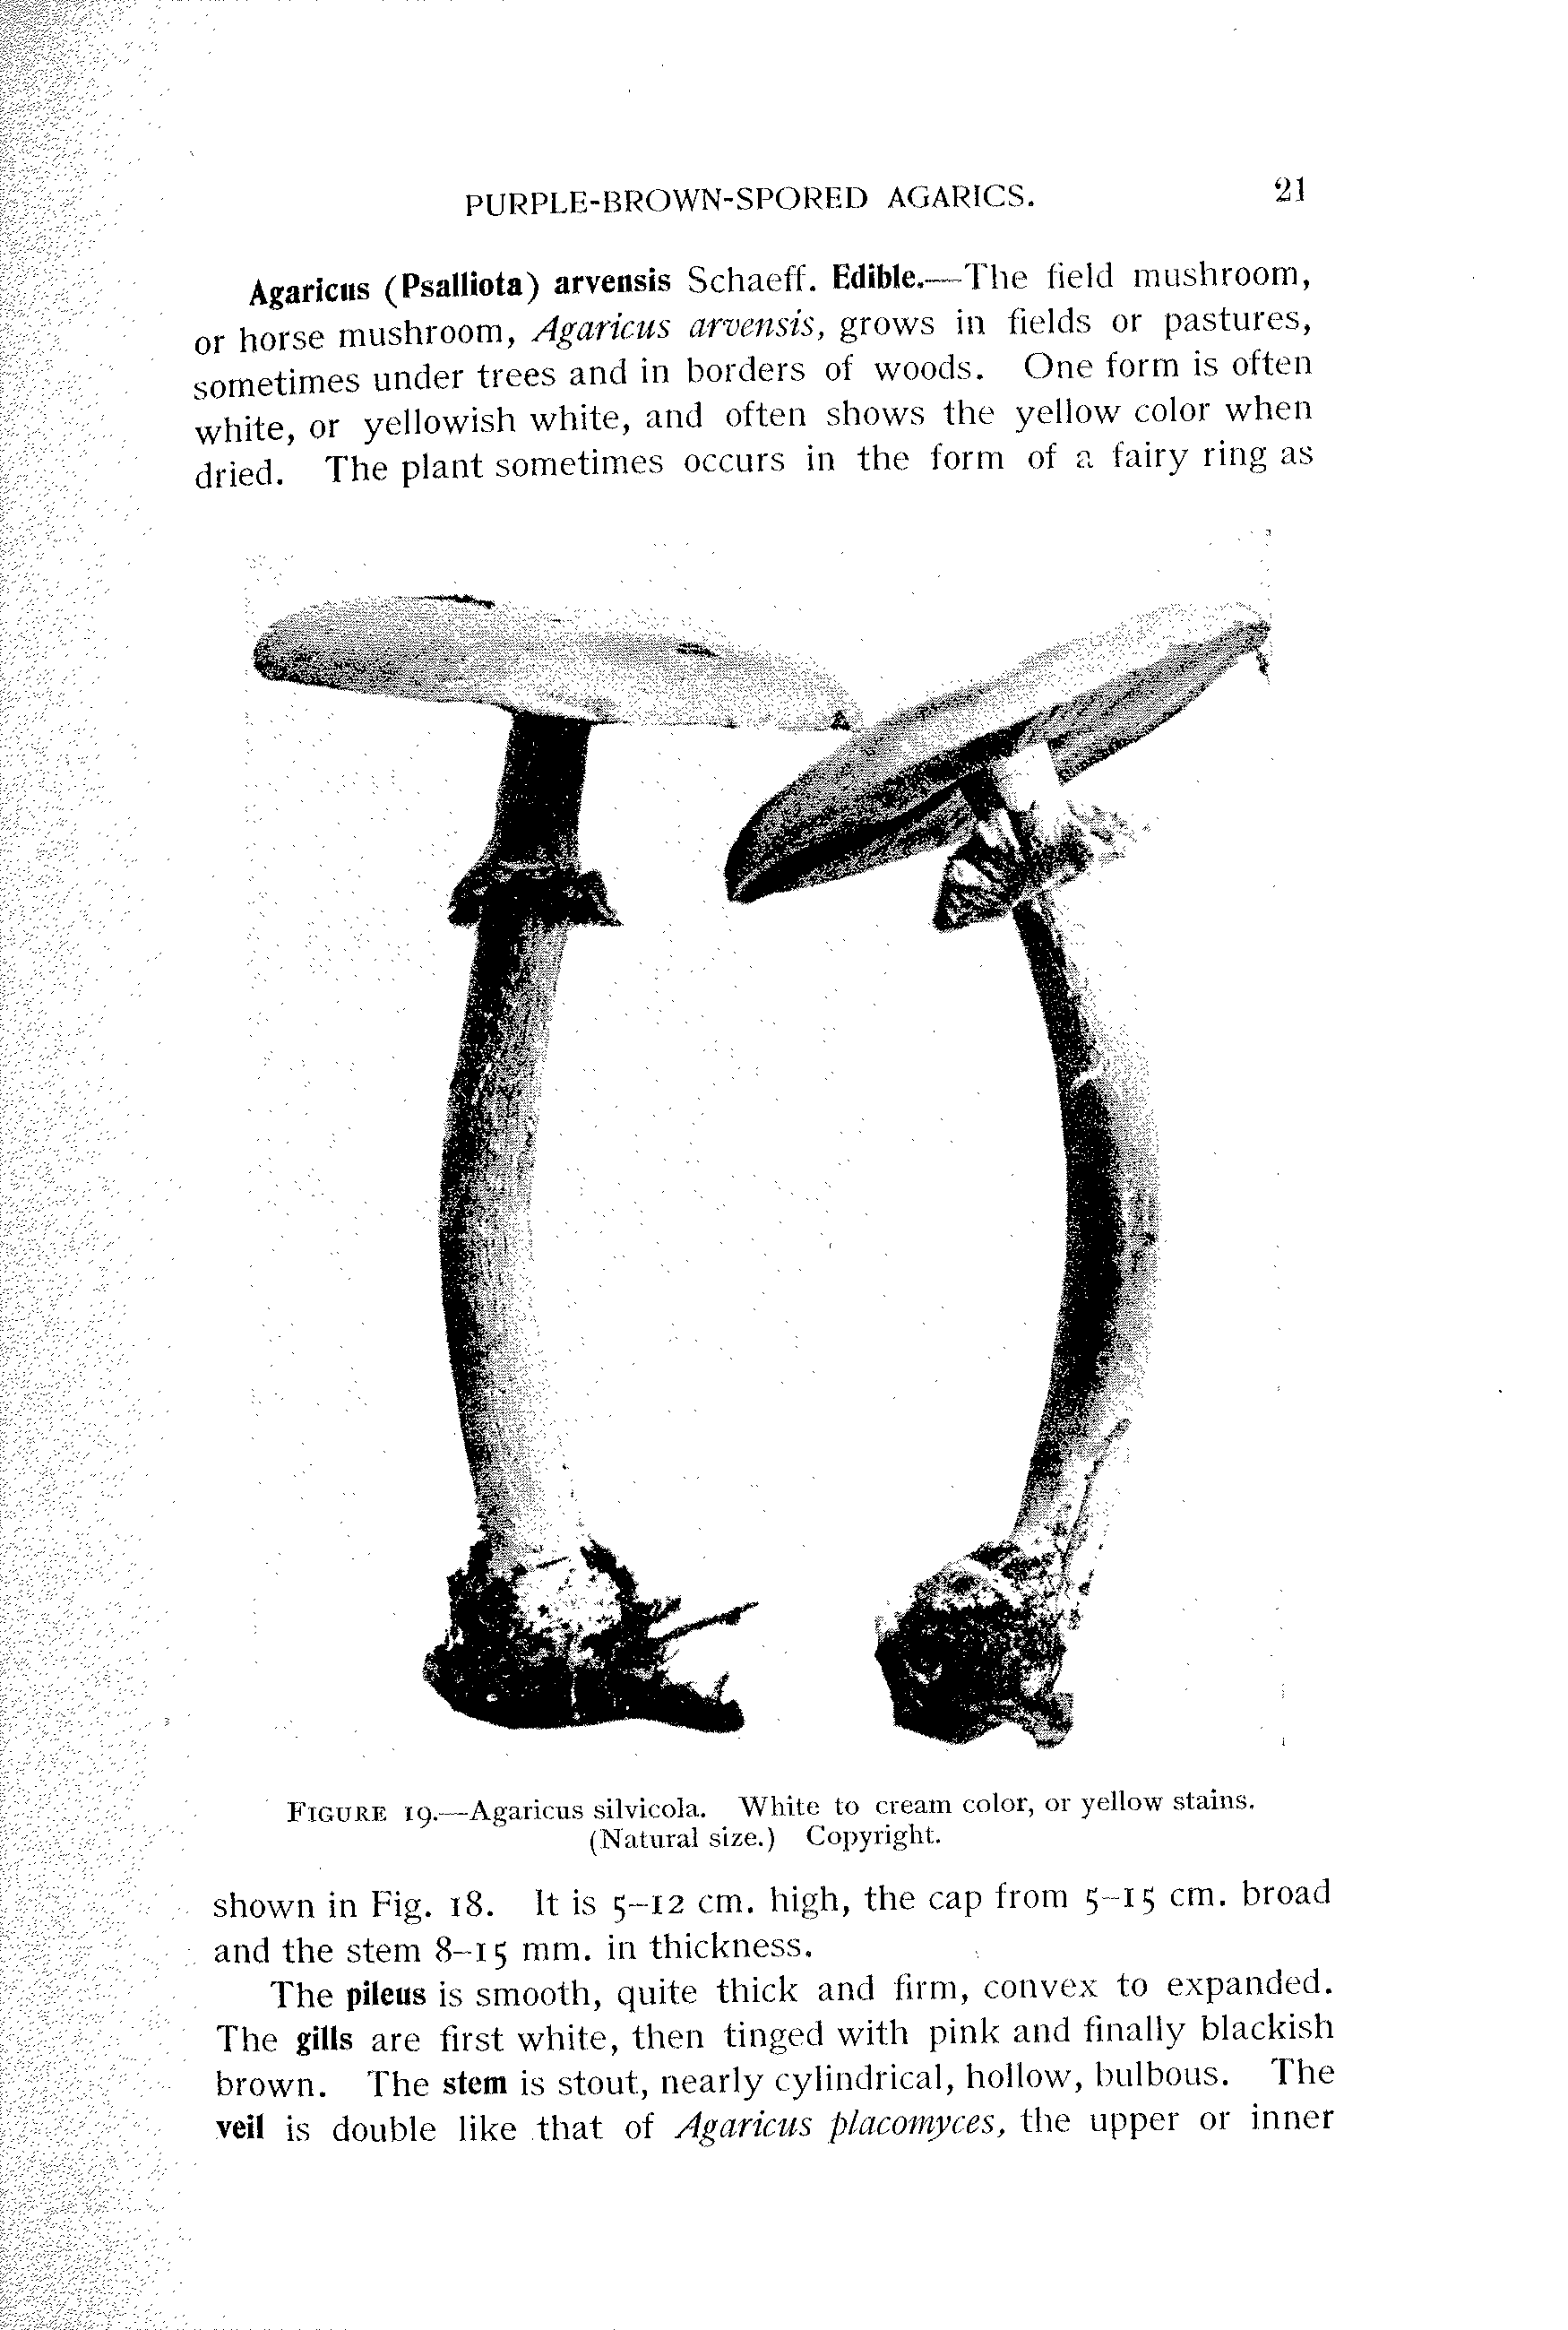 PURPLE-BROWN-SPORED AGARICS. 21
Agaricus (Psalliota) arvensis Schaeff. Edible.—The field mushroom,
or horse mushroom, Agaricus arvensis, grows in fields or pastures,
sometimes under trees and in borders of woods. One form is often
white, or yellowish white, and often shows the yellow color when
dried. The plant sometimes occurs in the form of a fairy ring as
FIGURE 19.—Agaricus silvicola. White to cream color, or yellow stains.
(Natural size.) Copyright.
shown in Fig. 18. It is 5–12 cm. high, the cap from 5–15 cm. broad
and the stem 8–15 mm. in thickness.
The pileus is smooth, quite thick and firm, convex to expanded.
The gills are first white, then tinged with pink and finally blackish
brown. The stem is stout, nearly cylindrical, hollow, bulbous. The
veil is double like that of Agaricus placomyces, the upper or inner